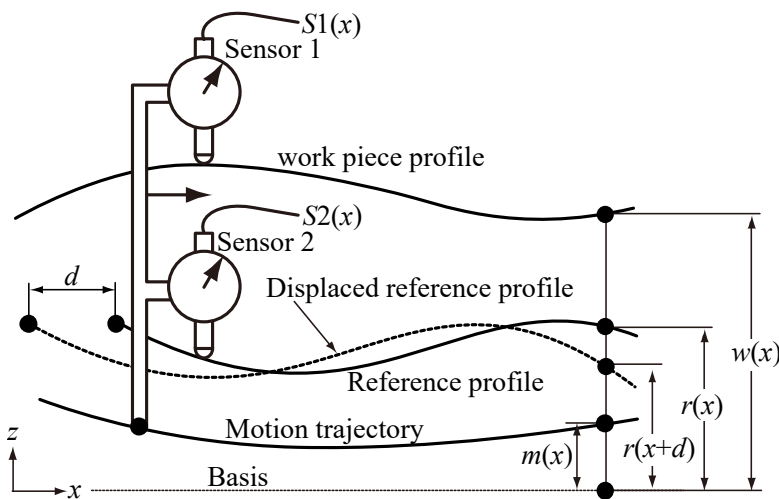 S1(x)
Sensor 1
work piece profile
S2(x)
Sensor 2
d
Displaced reference profile
w(x)
Reference profile
r(x)
Motion trajectory
r(x+d)
m(x)
z
x
Basis